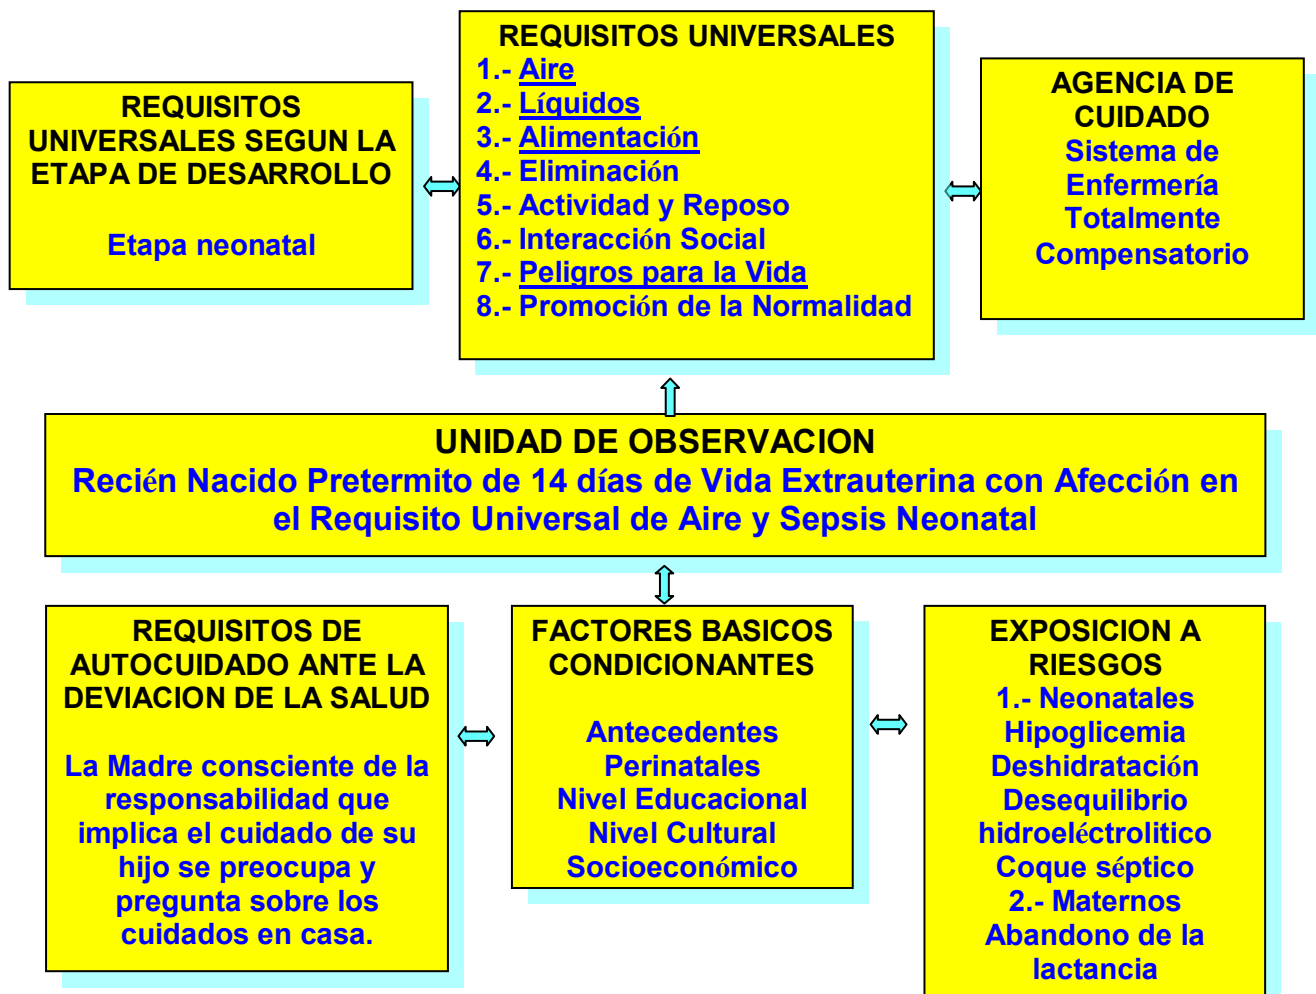 REQUISITOS
UNIVERSALES SEGUN LA
ETAPA DE DESARROLLO
Etapa neonatal
REQUISITOS UNIVERSALES
1.- Aire
2.- Líquidos
3.- Alimentación
4.- Eliminación
5.- Actividad y Reposo
6.- Interacción Social
7.- Peligros para la Vida
8.- Promoción de la Normalidad
AGENCIA DE
CUIDADO
Sistema de
Enfermería
Totalmente
Compensatorio
UNIDAD DE OBSERVACION
Recién Nacido Pretermito de 14 días de Vida Extrauterina con Afección en
el Requisito Universal de Aire y Sepsis Neonatal
REQUISITOS DE
AUTOCUIDADO ANTE LA
DEVIACION DE LA SALUD
La Madre consciente de la
responsabilidad que
implica el cuidado de su
hijo se preocupa y
pregunta sobre los
cuidados en casa.
FACTORES BASICOS
CONDICIONANTES
Antecedentes
Perinatales
Nivel Educacional
Nivel Cultural
Socioeconómico
EXPOSICION A
RIESGOS
1.- Neonatales
Hipoglicemia
Deshidratación
Desequilibrio
hidroeléctrolitico
Coque séptico
2.- Maternos
Abandono de la
lactancia